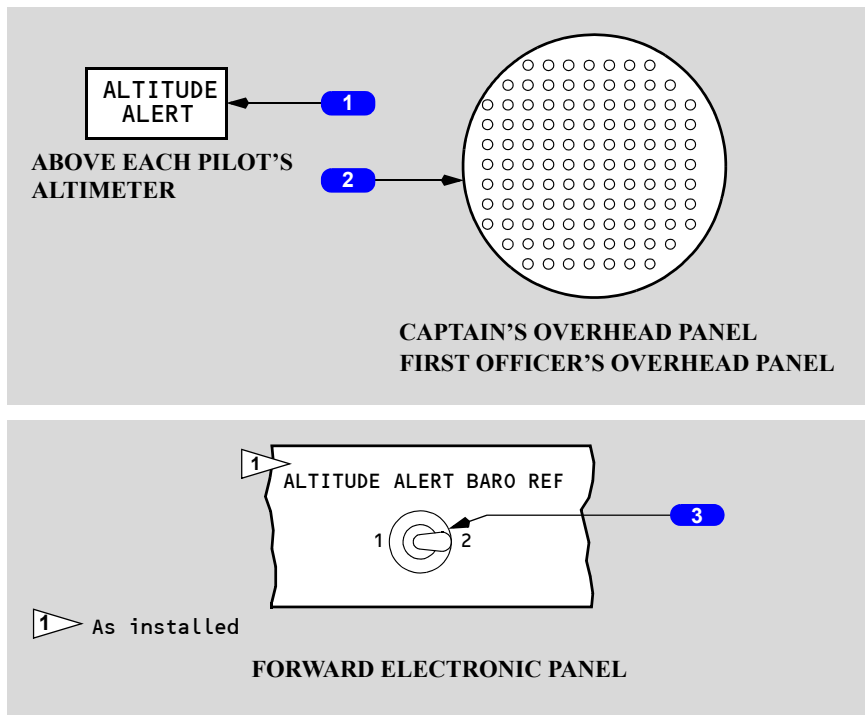 ALTITUDE
ALERT
1
ABOVE EACH PILOT’S
ALTIMETER
2
CAPTAIN’S OVERHEAD PANEL
FIRST OFFICER’S OVERHEAD PANEL
1
ALTITUDE ALERT BARO REF
3
1 2
1 As installed
FORWARD ELECTRONIC PANEL